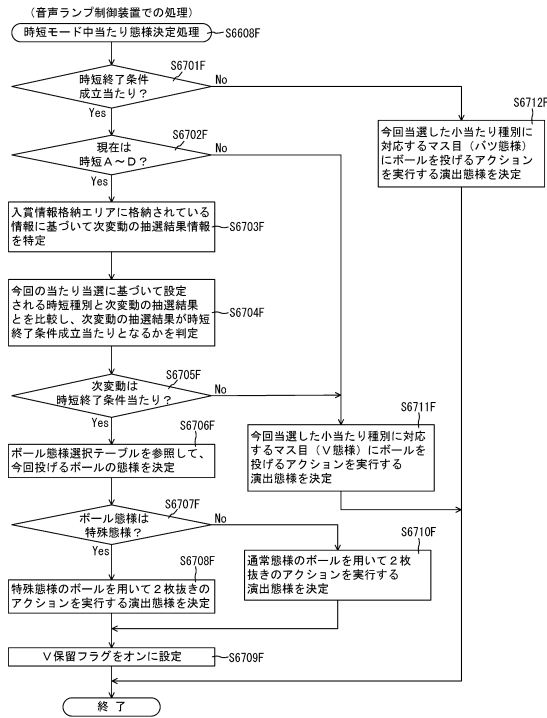 （音声ランプ制御装置での処理）
時短モード中当たり態様決定処理
S6608F
時短終了条件
成立当たり？
S6701F
No
Yes
現在は
時短Ａ～Ｄ？
S6702F
No
Yes
入賞情報格納エリアに格納されている
情報に基づいて次変動の抽選結果情報
を特定
S6703F
今回の当たり当選に基づいて設定
される時短種別と次変動の抽選結果
とを比較し、次変動の抽選結果が時短
終了条件成立当たりとなるかを判定
S6704F
次変動は
時短終了条件当たり？
S6705F
No
Yes
ボール態様選択テーブルを参照して、
今回投げるボールの態様を決定
S6706F
ボール態様は
特殊態様？
S6707F
No
Yes
特殊態様のボールを用いて２枚抜きの
アクションを実行する演出態様を決定
S6708F
Ｖ保留フラグをオンに設定
S6709F
通常態様のボールを用いて２枚
抜きのアクションを実行する
演出態様を決定
S6710F
今回当選した小当たり種別に対応
するマス目（Ｖ態様）にボールを
投げるアクションを実行する
演出態様を決定
S6711F
今回当選した小当たり種別に
対応するマス目（バツ態様）
にボールを投げるアクション
を実行する演出態様を決定
S6712F
終 了